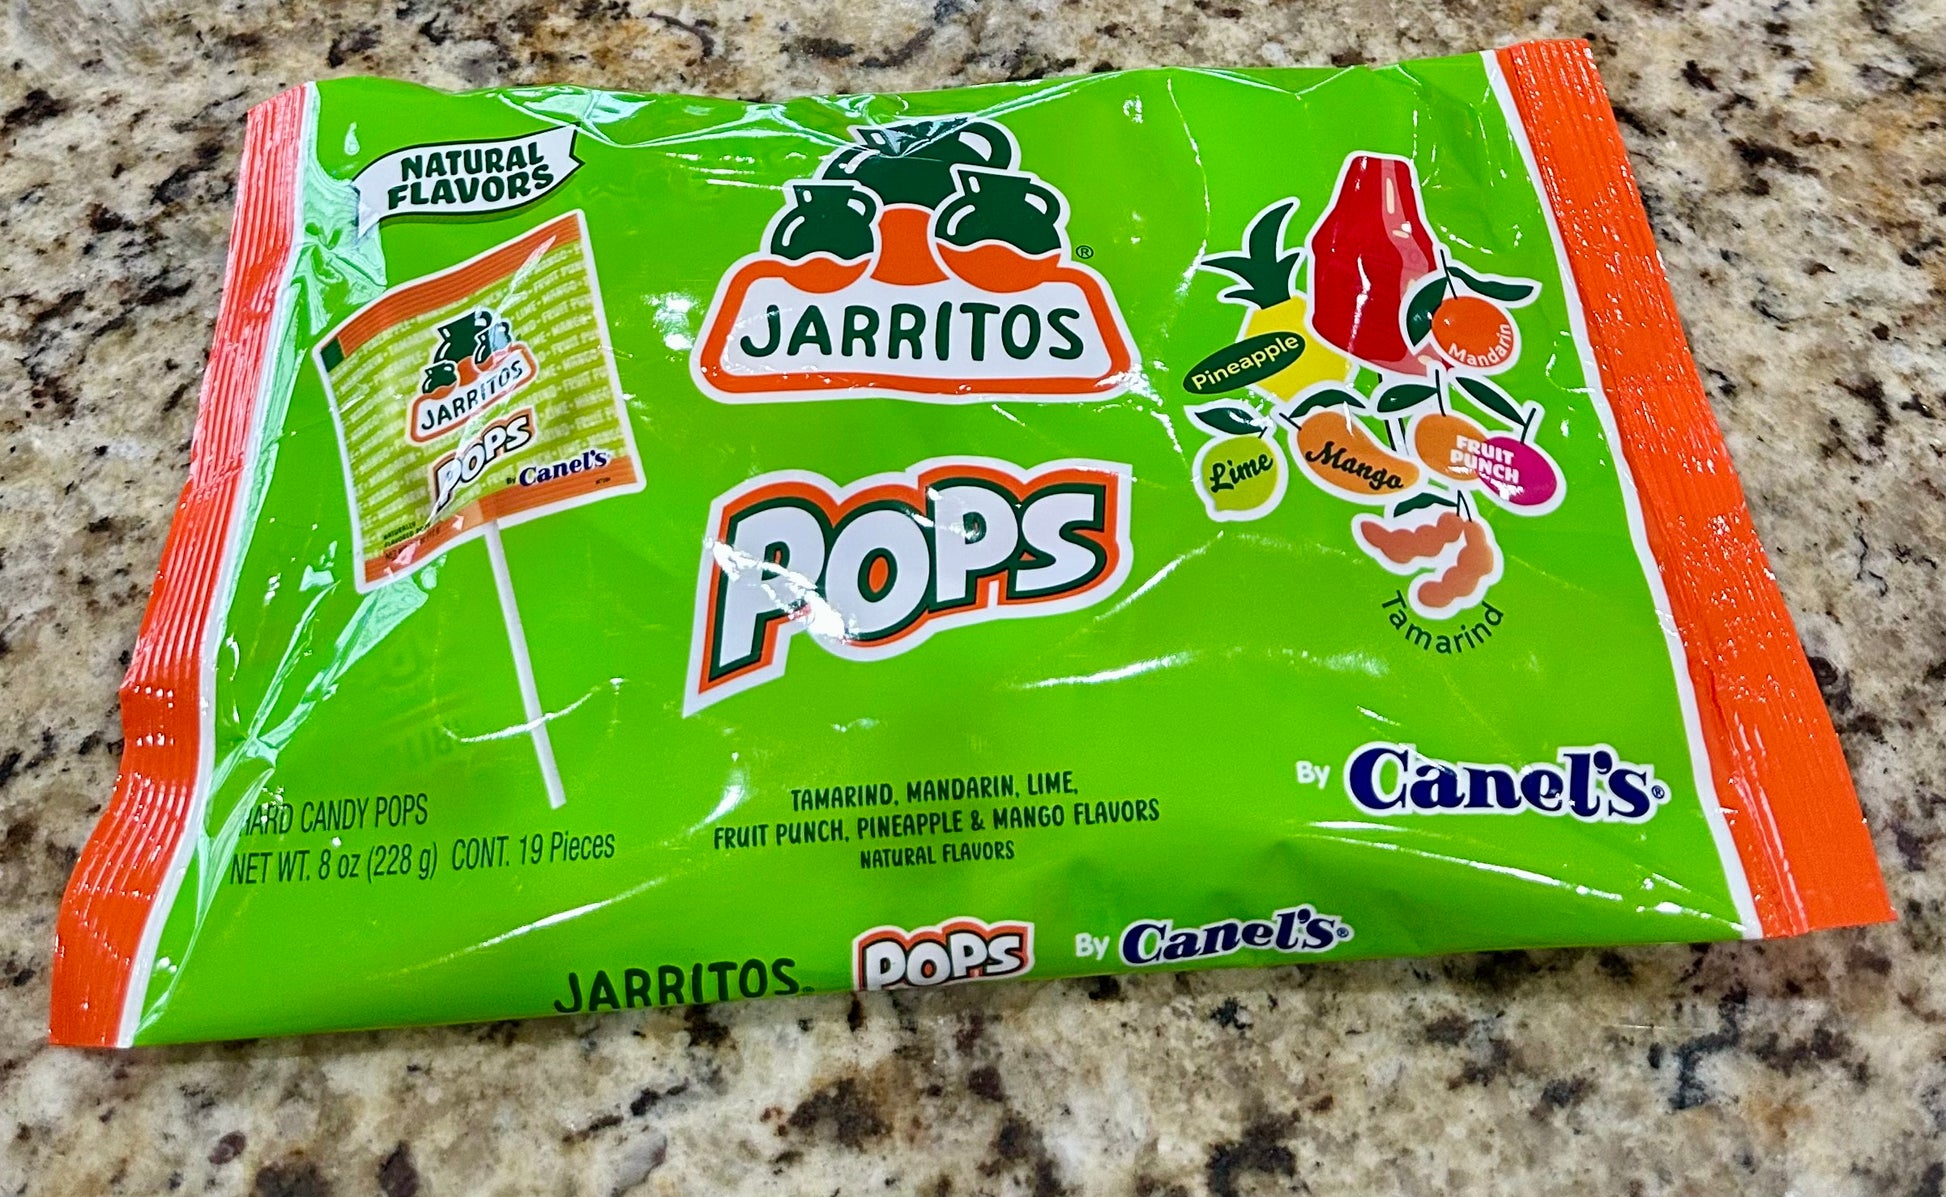 NATURAL
FLAVORS
JARRITOS
POPS
By Canel's
JARRITOS®
POPS
Pineapple
Mandarin
Lime
Mango
FRUIT
PUNCH
Tamarind
By Canel's®
HARD CANDY POPS
NET WT. 8 oz (228 g) CONT. 19 Pieces
TAMARIND, MANDARIN, LIME,
FRUIT PUNCH, PINEAPPLE & MANGO FLAVORS
NATURAL FLAVORS
JARRITOS® POPS By Canel's®